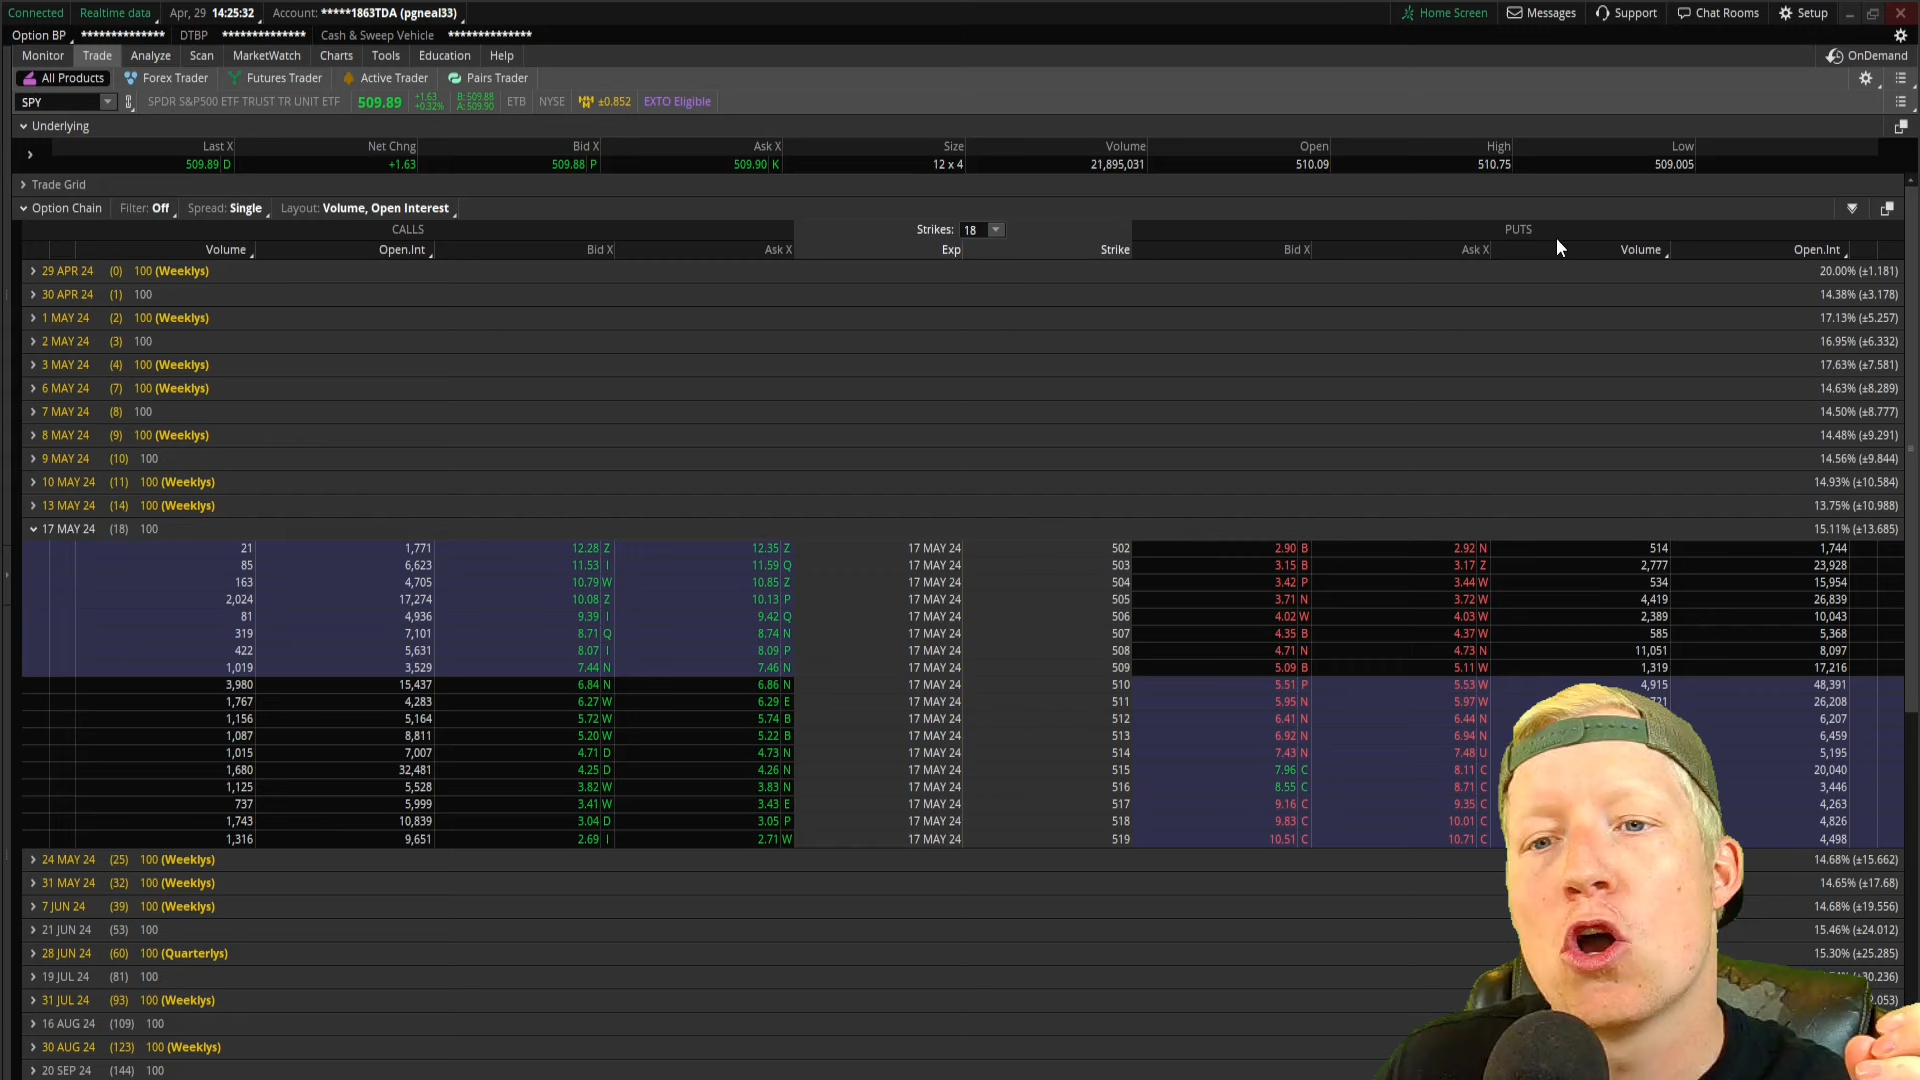 Connected Realtime data Apr, 29 14:25:32 Account: *****1863TDA (pgneal33) Home Screen Messages Support Chat Rooms Setup
Option BP ************** DTBP ************** Cash & Sweep Vehicle **************
Monitor Trade Analyze Scan MarketWatch Charts Tools Education Help OnDemand
All Products Forex Trader Futures Trader Active Trader Pairs Trader
SPY SPDR S&P500 ETF TRUST TR UNIT ETF 509.89 +1.63 +0.32% B: 509.88 A: 509.90 ETB NYSE ±0.852 EXTO Eligible
Underlying
Last X Net Chng Bid X Ask X Size Volume Open High Low
509.89 D +1.63 509.88 P 509.90 K 12 x 4 21,895,031 510.09 510.75 509.005
Trade Grid
Option Chain Filter: Off Spread: Single Layout: Volume, Open Interest
CALLS Strikes: 18 PUTS
Volume Open.Int Bid X Ask X Exp Strike Bid X Ask X Volume Open.Int
29 APR 24 (0) 100 (Weeklys) 20.00% (±1.181)
30 APR 24 (1) 100 14.38% (±3.178)
1 MAY 24 (2) 100 (Weeklys) 17.13% (±5.257)
2 MAY 24 (3) 100 16.95% (±6.332)
3 MAY 24 (4) 100 (Weeklys) 17.63% (±7.581)
6 MAY 24 (7) 100 (Weeklys) 14.63% (±8.289)
7 MAY 24 (8) 100 14.50% (±8.777)
8 MAY 24 (9) 100 (Weeklys) 14.48% (±9.291)
9 MAY 24 (10) 100 14.56% (±9.844)
10 MAY 24 (11) 100 (Weeklys) 14.93% (±10.584)
13 MAY 24 (14) 100 (Weeklys) 13.75% (±10.988)
17 MAY 24 (18) 100 15.11% (±13.685)
21 1,771 12.28 Z 12.35 Z 17 MAY 24 502 2.90 B 2.92 N 514 1,744
85 6,623 11.53 I 11.59 Q 17 MAY 24 503 3.15 B 3.17 Z 2,777 23,928
163 4,705 10.79 W 10.85 Z 17 MAY 24 504 3.42 P 3.44 W 534 15,954
2,024 17,274 10.08 Z 10.13 P 17 MAY 24 505 3.71 N 3.72 W 4,419 26,839
81 4,936 9.39 I 9.42 Q 17 MAY 24 506 4.02 W 4.03 W 2,389 10,043
319 7,101 8.71 Q 8.74 N 17 MAY 24 507 4.35 B 4.37 W 585 5,368
422 5,631 8.07 I 8.09 P 17 MAY 24 508 4.71 N 4.73 N 11,051 8,097
1,019 3,529 7.44 N 7.46 N 17 MAY 24 509 5.09 B 5.11 W 1,319 17,216
3,980 15,437 6.84 N 6.86 N 17 MAY 24 510 5.51 P 5.53 W 4,915 48,391
1,767 4,283 6.27 W 6.29 E 17 MAY 24 511 5.95 N 5.97 W 26,208
1,156 5,164 5.72 W 5.74 B 17 MAY 24 512 6.41 N 6.44 N 6,207
1,087 8,811 5.20 W 5.22 B 17 MAY 24 513 6.92 N 6.94 N 6,459
1,015 7,007 4.71 D 4.73 N 17 MAY 24 514 7.43 N 7.48 U 5,195
1,680 32,481 4.25 D 4.26 N 17 MAY 24 515 7.96 C 8.11 C 20,040
1,125 5,528 3.82 W 3.83 N 17 MAY 24 516 8.55 C 8.71 C 3,446
737 5,999 3.41 W 3.43 E 17 MAY 24 517 9.16 C 9.35 C 4,263
1,743 10,839 3.04 D 3.05 P 17 MAY 24 518 9.83 C 10.01 C 4,826
1,316 9,651 2.69 I 2.71 W 17 MAY 24 519 10.51 C 10.71 C 4,498
24 MAY 24 (25) 100 (Weeklys) 14.68% (±15.662)
31 MAY 24 (32) 100 (Weeklys) 14.65% (±17.68)
7 JUN 24 (39) 100 (Weeklys) 14.68% (±19.556)
21 JUN 24 (53) 100 15.46% (±24.012)
28 JUN 24 (60) 100 (Quarterlys) 15.30% (±25.285)
19 JUL 24 (81) 100
31 JUL 24 (93) 100 (Weeklys)
16 AUG 24 (109) 100
30 AUG 24 (123) 100 (Weeklys)
20 SEP 24 (144) 100